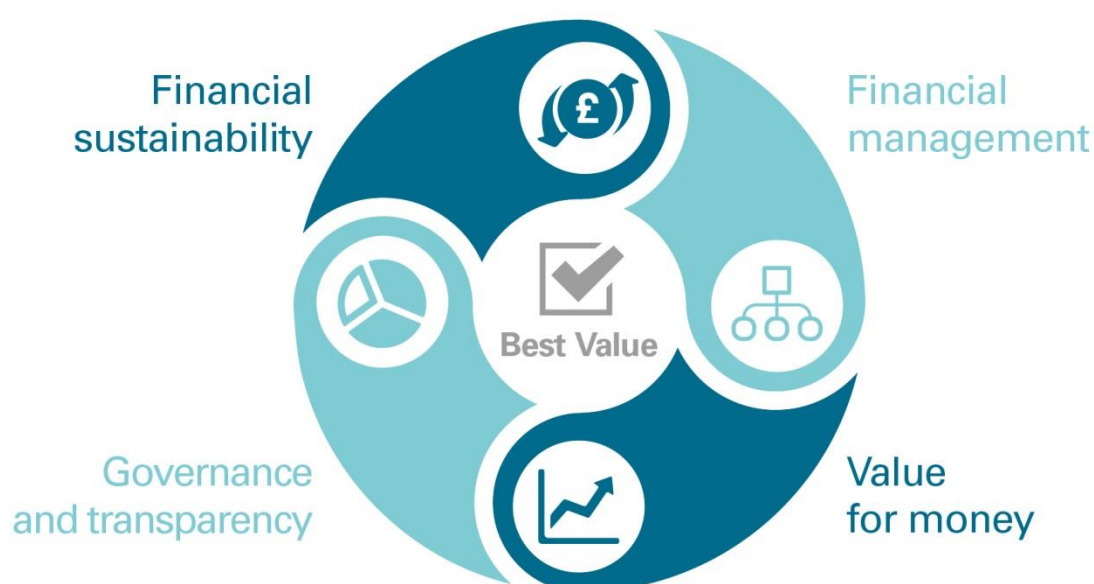 Financial
sustainability
£
Financial
management
Best Value
Governance
and transparency
Value
for money